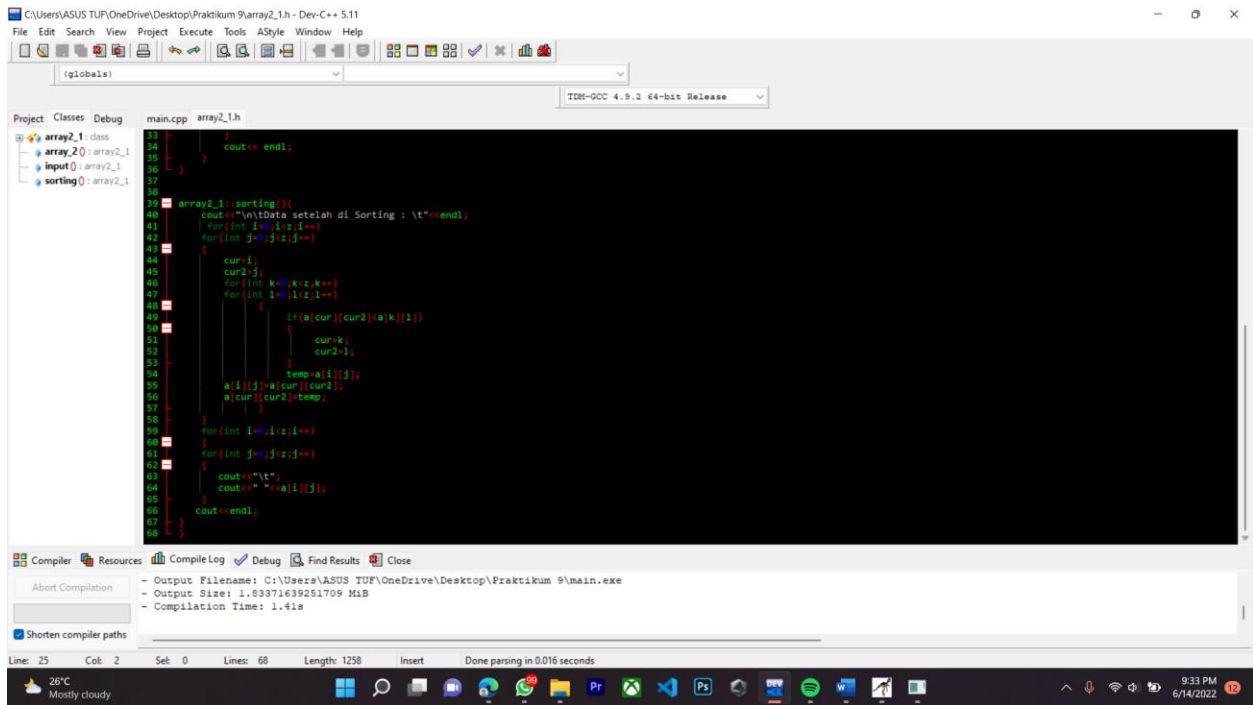 C:\Users\ASUS TUF\OneDrive\Desktop\Praktikum 9\array2_1.h - Dev-C++ 5.11
File Edit Search View Project Execute Tools AStyle Window Help
(globals)
TDM-GCC 4.9.2 64-bit Release
Project Classes Debug main.cpp array2_1.h
array2_1 : class
array_2 () : array2_1
input () : array2_1
sorting () : array2_1
33 }
34 cout<< endl;
35 }
36 }
37
38
39 array2_1::sorting(){
40 cout<<"\n\tData setelah di Sorting : \t"<<endl;
41 for(int i=0;i<z;i++)
42 for(int j=0;j<z;j++)
43 {
44 cur=i;
45 cur2=j;
46 for(int k=0;k<z;k++)
47 for(int l=0;l<z;l++)
48 {
49 if(a[cur][cur2]<a[k][l])
50 {
51 cur=k;
52 cur2=l;
53 }
54 temp=a[i][j];
55 a[i][j]=a[cur][cur2];
56 a[cur][cur2]=temp;
57 }
58 }
59 for(int i=0;i<z;i++)
60 {
61 for(int j=0;j<z;j++)
62 {
63 cout<<"\t";
64 cout<<" "<<a[i][j];
65 }
66 cout<<endl;
67 }
68 }
Compiler Resources Compile Log Debug Find Results Close
Abort Compilation
- Output Filename: C:\Users\ASUS TUF\OneDrive\Desktop\Praktikum 9\main.exe
- Output Size: 1.83371639251709 MiB
- Compilation Time: 1.41s
Shorten compiler paths
Line: 25 Col: 2 Sel: 0 Lines: 68 Length: 1258 Insert Done parsing in 0.016 seconds
26°C
Mostly cloudy
99
Pr
Ps
DEV
W
9:33 PM
6/14/2022
12